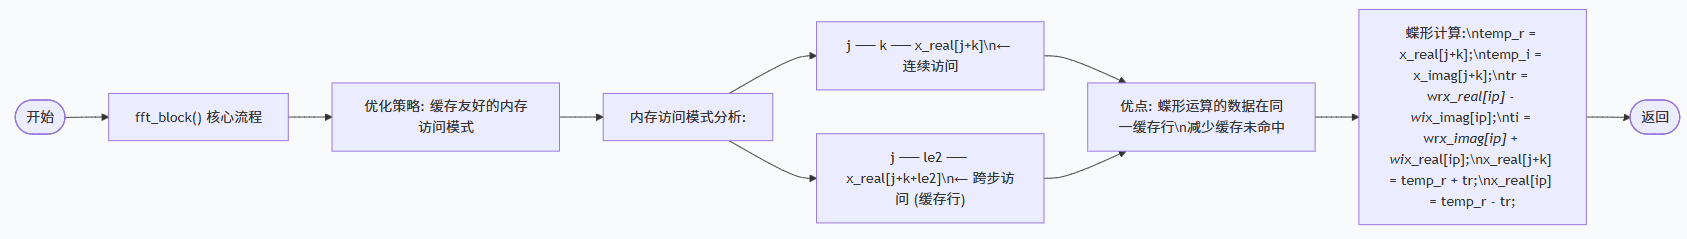 开始
fft_block() 核心流程
优化策略: 缓存友好的内存
访问模式
内存访问模式分析:
j —— k —— x_real[j+k]\n←
连续访问
j —— le2 ——
x_real[j+k+le2]\n← 跨步访
问 (缓存行)
优点: 蝶形运算的数据在同
一缓存行\n减少缓存未命中
蝶形计算:\ntemp_r =
x_real[j+k];\ntemp_i =
x_imag[j+k];\ntr =
wrx_real[ip] -
wix_imag[ip];\nti =
wrx_imag[ip] +
wix_real[ip];\nx_real[j+k]
= temp_r + tr;\nx_real[ip]
= temp_r - tr;
返回